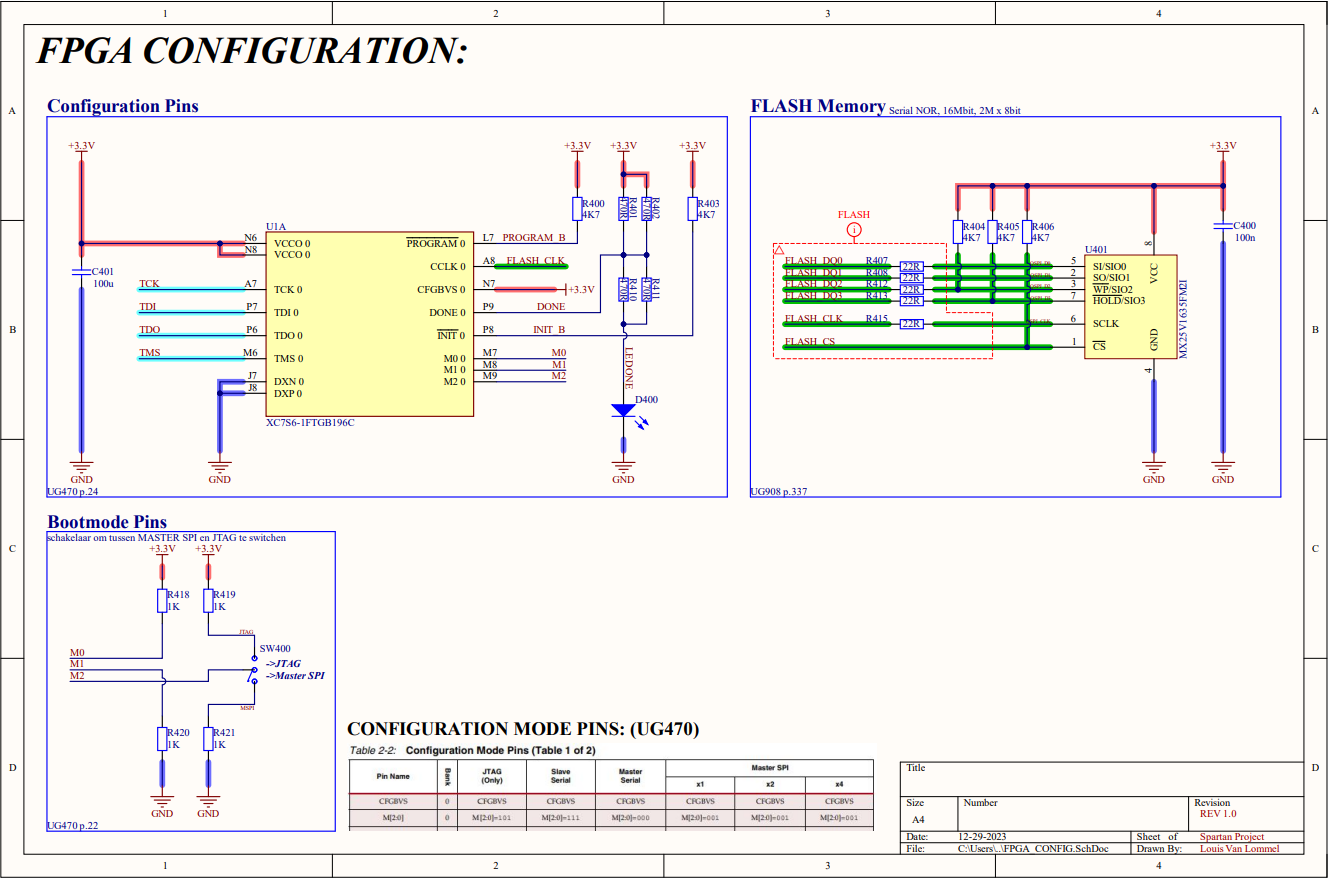 1 2 3 4
FPGA CONFIGURATION:
A A
B B
C C
D D
Configuration Pins
+3.3V +3.3V +3.3V +3.3V
R400
4K7
R401
470R
R402
470R
R403
4K7
R410
470R
R411
470R
C401
100u
U1A
N6 VCCO 0
N8 VCCO 0
TCK A7 TCK 0
TDI P7 TDI 0
TDO P6 TDO 0
TMS M6 TMS 0
J7 DXN 0
J8 DXP 0
PROGRAM 0 L7 PROGRAM_B
CCLK 0 A8 FLASH_CLK
CFGBVS 0 N7 +3.3V
DONE 0 P9 DONE
INIT 0 P8 INIT_B
M0 0 M7 M0
M1 0 M8 M1
M2 0 M9 M2
XC7S6-1FTGB196C
LEDONE
D400
GND GND GND
UG470 p.24
FLASH Memory Serial NOR, 16Mbit, 2M x 8bit
+3.3V
FLASH
i
R404
4K7
R405
4K7
R406
4K7
C400
100n
U401
FLASH_DQ0 R407 22R 5 SI/SIO0
FLASH_DQ1 R408 22R 2 SO/SIO1
FLASH_DQ2 R412 22R 3 WP/SIO2
FLASH_DQ3 R413 22R 7 HOLD/SIO3
FLASH_CLK R415 22R 6 SCLK
FLASH_CS 1 CS
8 VCC
4 GND
MX25V1635FM2I
GND GND
UG908 p.337
Bootmode Pins
schakelaar om tussen MASTER SPI en JTAG te switchen
+3.3V +3.3V
R418
1K
R419
1K
JTAG
SW400
->JTAG
->Master SPI
M0
M1
M2
MSPI
R420
1K
R421
1K
GND GND
UG470 p.22
CONFIGURATION MODE PINS: (UG470)
Table 2-2: Configuration Mode Pins (Table 1 of 2)
Pin Name Bank JTAG (Only) Slave Serial Master Serial Master SPI
x1 x2 x4
CFGBVS 0 CFGBVS CFGBVS CFGBVS CFGBVS CFGBVS CFGBVS
M[2:0] 0 M[2:0]=101 M[2:0]=111 M[2:0]=000 M[2:0]=001 M[2:0]=001 M[2:0]=001
Title
Size Number Revision
A4 REV 1.0
Date: 12-29-2023 Sheet of Spartan Project
File: C:\Users\..\FPGA_CONFIG.SchDoc Drawn By: Louis Van Lommel
1 2 3 4